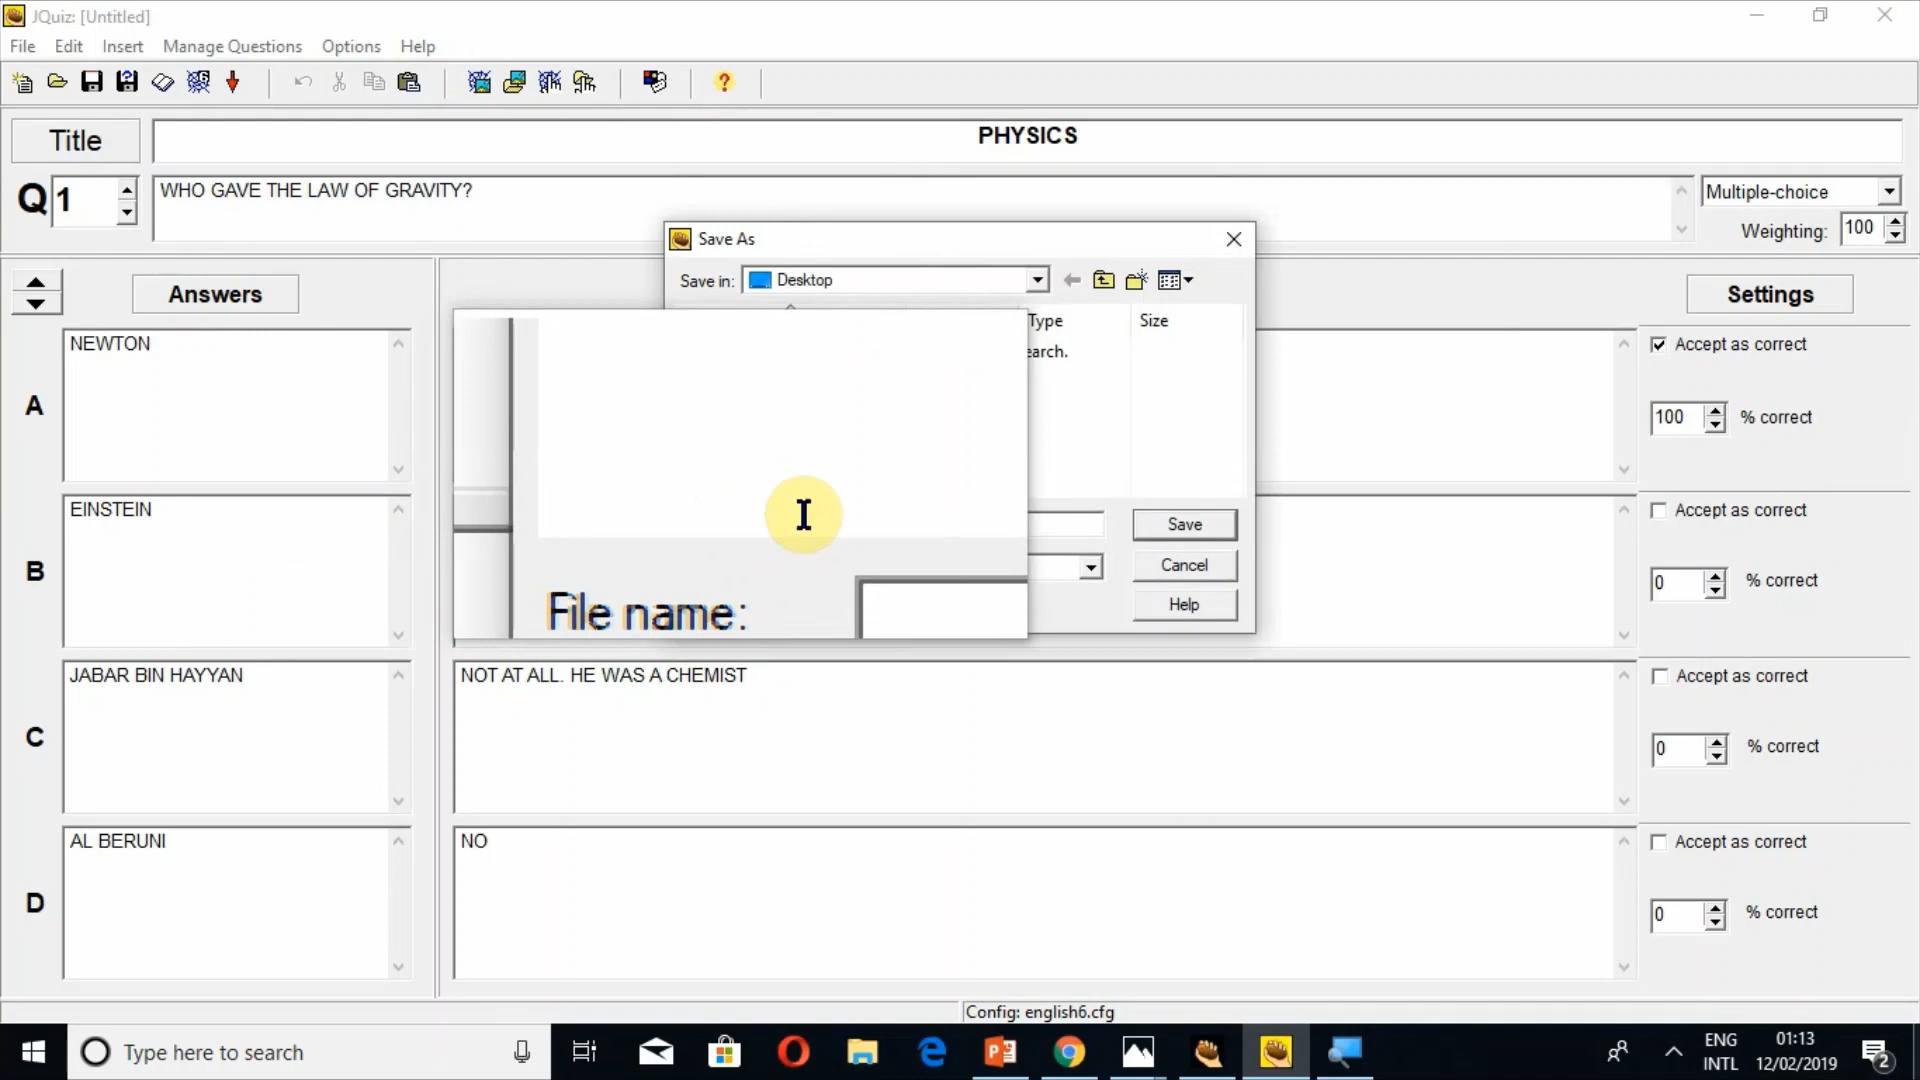 JQuiz: [Untitled]
File Edit Insert Manage Questions Options Help
Title
PHYSICS
Q 1
WHO GAVE THE LAW OF GRAVITY?
Multiple-choice
Weighting: 100
Save As
Save in: Desktop
Type Size
earch.
File name:
Save
Cancel
Help
Answers
Settings
A
NEWTON
Accept as correct
100 % correct
B
EINSTEIN
Accept as correct
0 % correct
C
JABAR BIN HAYYAN
NOT AT ALL. HE WAS A CHEMIST
Accept as correct
0 % correct
D
AL BERUNI
NO
Accept as correct
0 % correct
Config: english6.cfg
Type here to search
ENG
INTL
01:13
12/02/2019
2